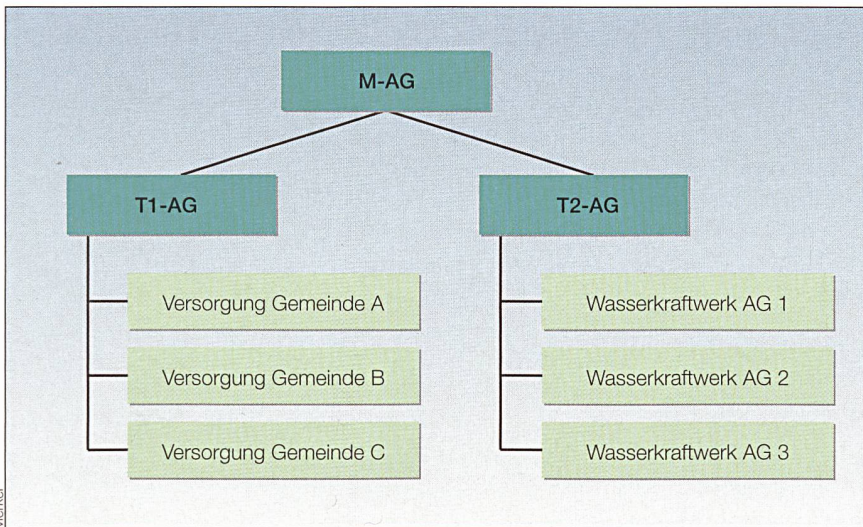 M-AG
T1-AG
T2-AG
Versorgung Gemeinde A
Versorgung Gemeinde B
Versorgung Gemeinde C
Wasserkraftwerk AG 1
Wasserkraftwerk AG 2
Wasserkraftwerk AG 3